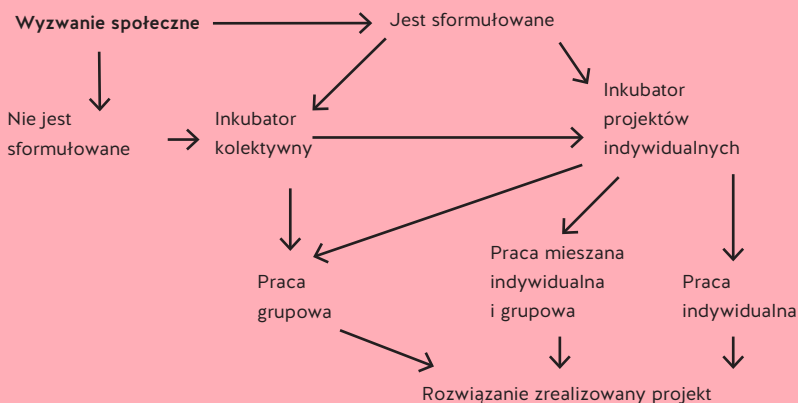 Wyzwanie społeczne
Jest sformułowane
Nie jest
sformułowane
Inkubator
kolektywny
Inkubator
projektów
indywidualnych
Praca
grupowa
Praca mieszana
indywidualna
i grupowa
Praca
indywidualna
Rozwiązanie zrealizowany projekt